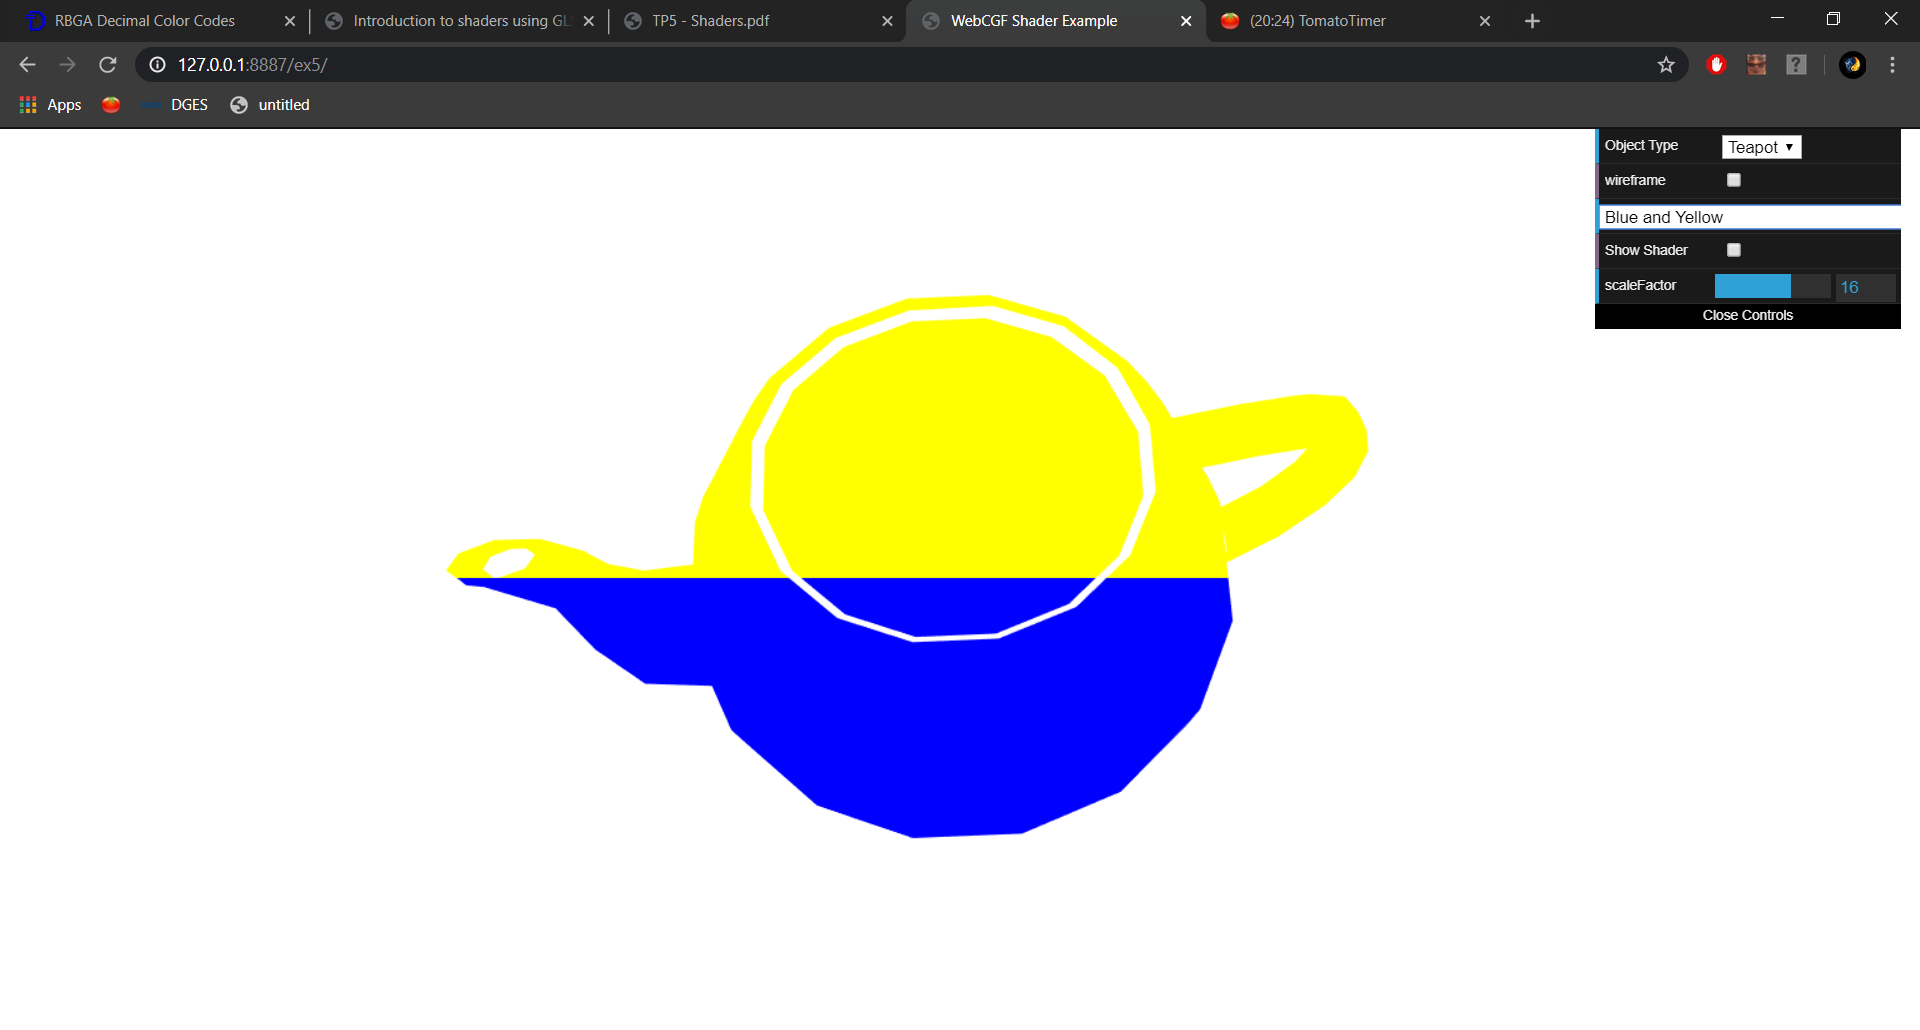 RBGA Decimal Color Codes
Introduction to shaders using GL
TP5 - Shaders.pdf
WebCGF Shader Example
(20:24) TomatoTimer
127.0.0.1:8887/ex5/
Apps
DGES
untitled
Object Type Teapot
wireframe
Blue and Yellow
Show Shader
scaleFactor 16
Close Controls